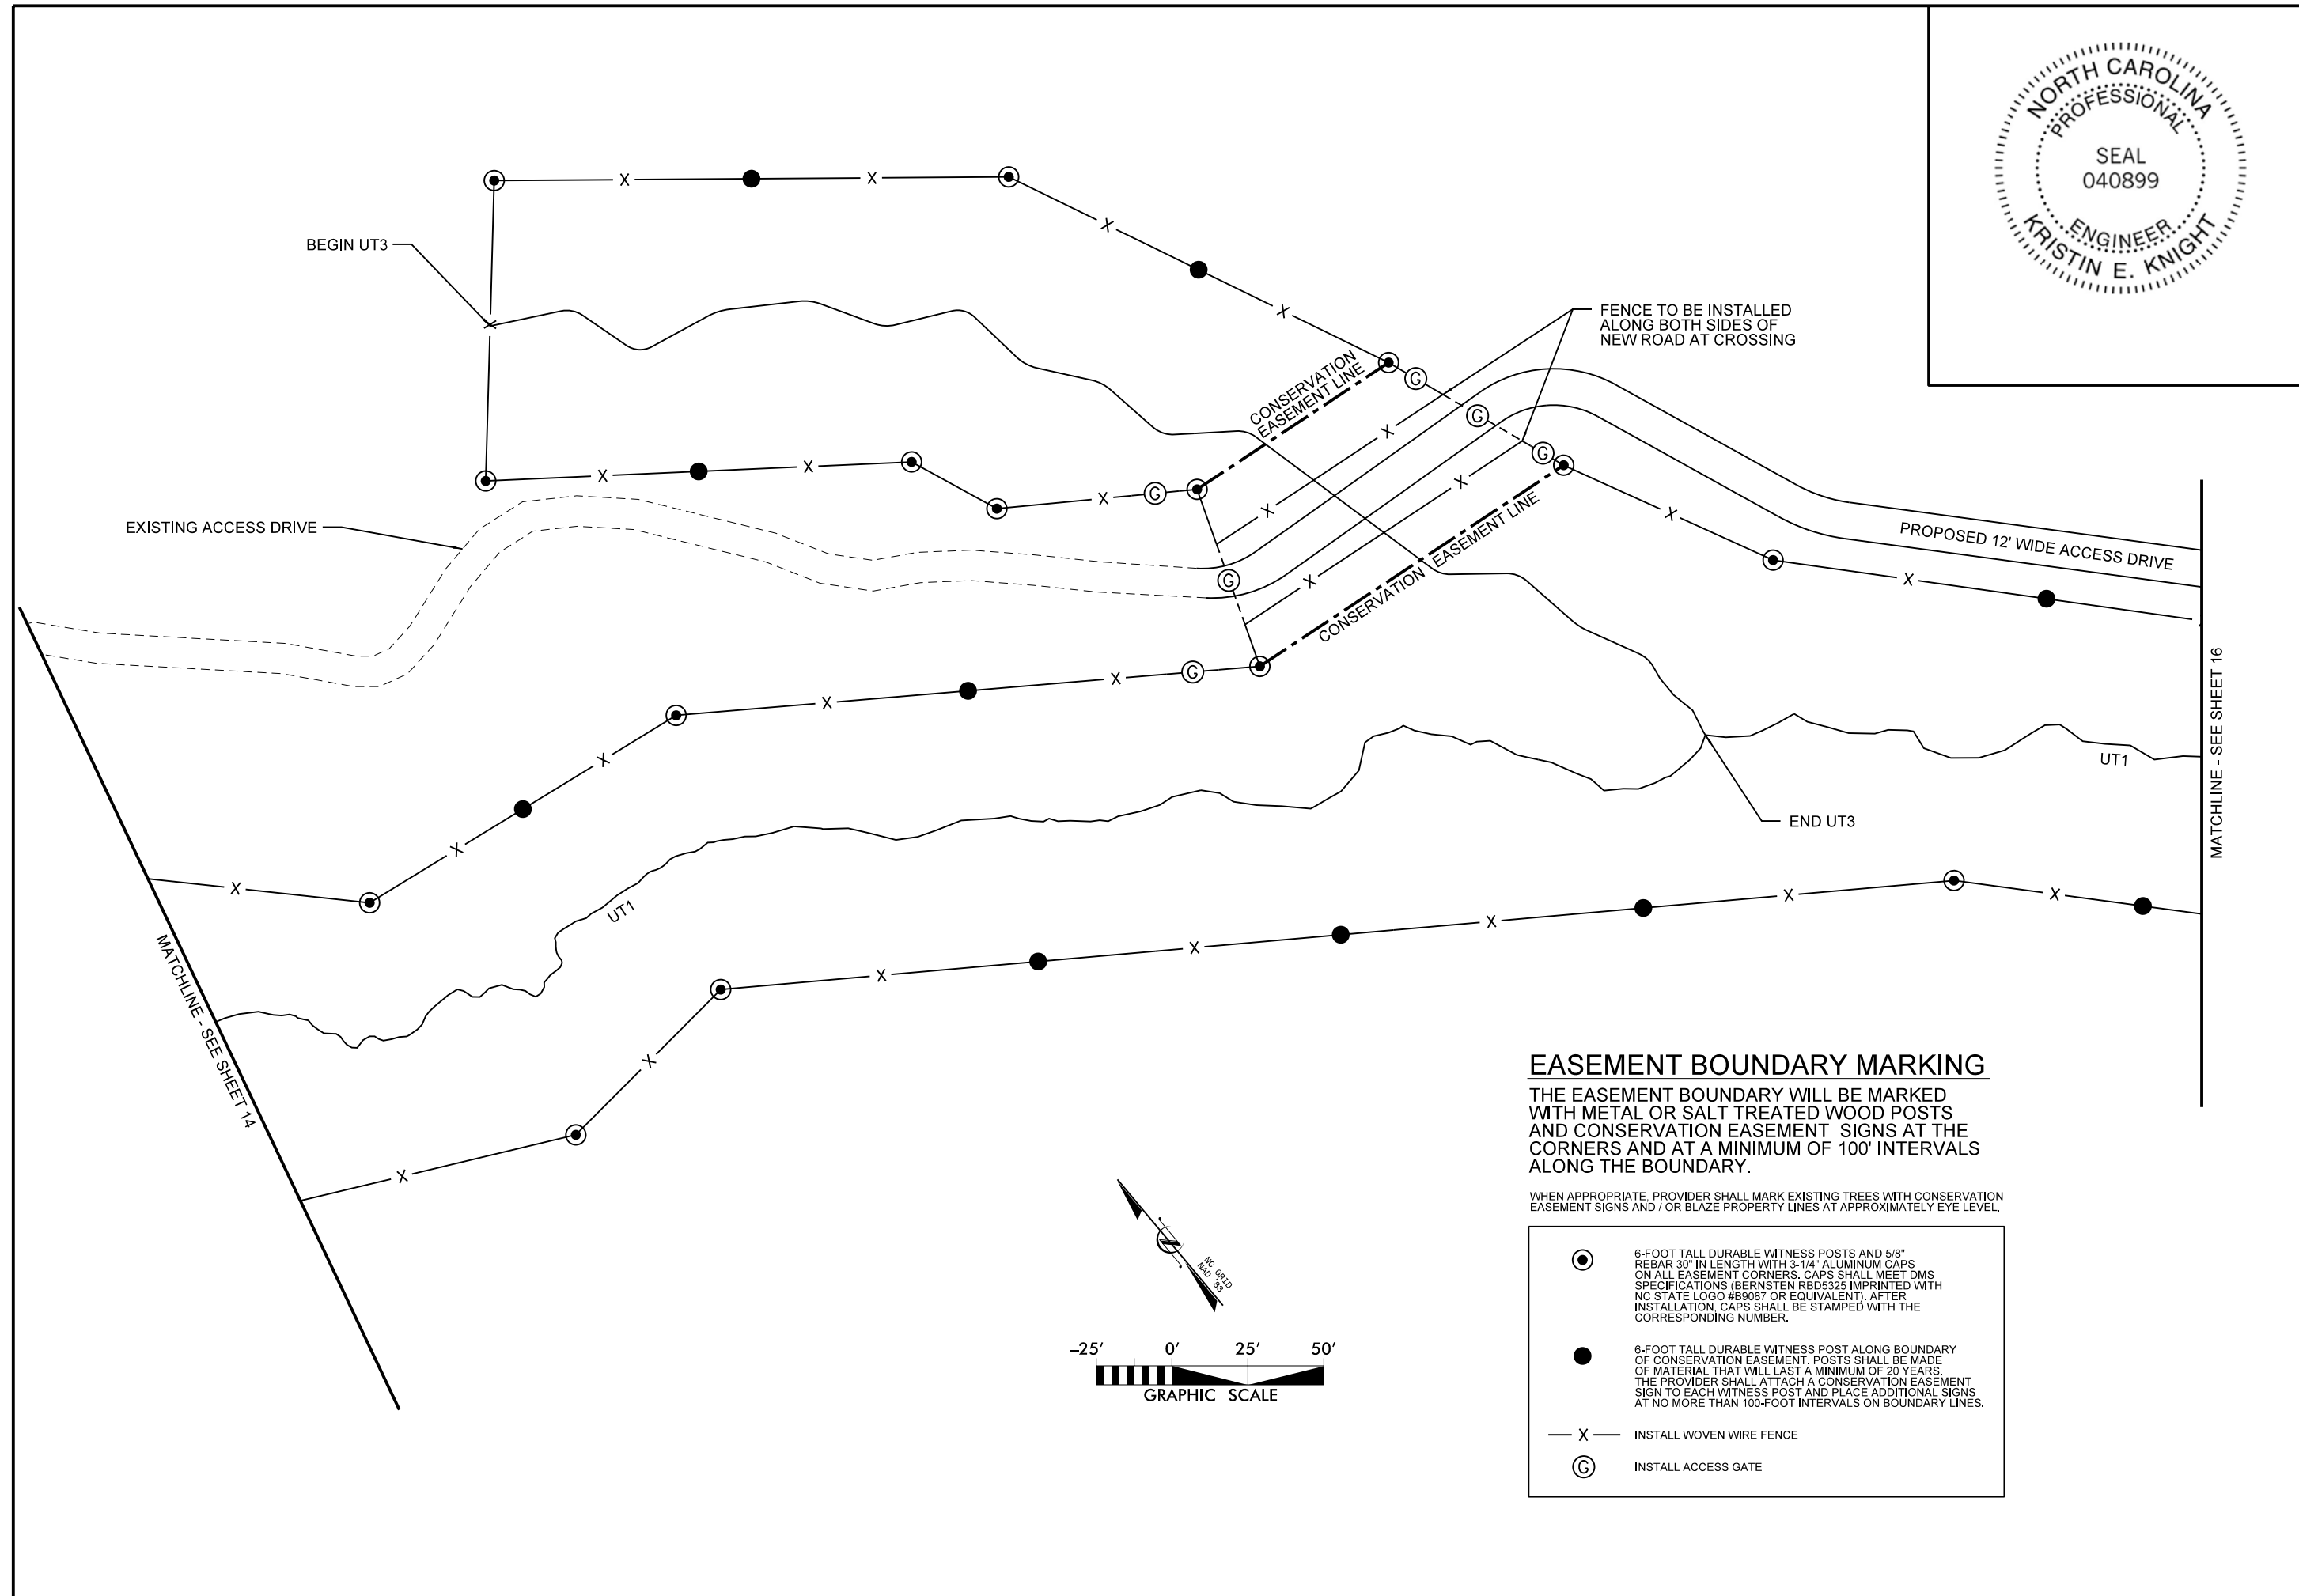 NORTH CAROLINA
PROFESSIONAL
SEAL
040899
ENGINEER
KRISTIN E. KNIGHT
X
X
X
BEGIN UT3
X
X
FENCE TO BE INSTALLED
ALONG BOTH SIDES OF
NEW ROAD AT CROSSING
CONSERVATION
EASEMENT LINE
G
G
G
X
X
X
X
G
X
X
X
EXISTING ACCESS DRIVE
CONSERVATION EASEMENT LINE
PROPOSED 12' WIDE ACCESS DRIVE
G
X
X
G
X
X
MATCHLINE - SEE SHEET 16
X
UT1
X
END UT3
X
UT1
X
X
X
X
X
MATCHLINE - SEE SHEET 14
X
X
EASEMENT BOUNDARY MARKING
THE EASEMENT BOUNDARY WILL BE MARKED
WITH METAL OR SALT TREATED WOOD POSTS
AND CONSERVATION EASEMENT SIGNS AT THE
CORNERS AND AT A MINIMUM OF 100' INTERVALS
ALONG THE BOUNDARY.
WHEN APPROPRIATE, PROVIDER SHALL MARK EXISTING TREES WITH CONSERVATION
EASEMENT SIGNS AND / OR BLAZE PROPERTY LINES AT APPROXIMATELY EYE LEVEL.
N
NC GRID
NAD '83
-25' 0' 25' 50'
GRAPHIC SCALE
6-FOOT TALL DURABLE WITNESS POSTS AND 5/8"
REBAR 30" IN LENGTH WITH 3-1/4" ALUMINUM CAPS
ON ALL EASEMENT CORNERS. CAPS SHALL MEET DMS
SPECIFICATIONS (BERNSTEN RBD5325 IMPRINTED WITH
NC STATE LOGO #B9087 OR EQUIVALENT). AFTER
INSTALLATION, CAPS SHALL BE STAMPED WITH THE
CORRESPONDING NUMBER.
6-FOOT TALL DURABLE WITNESS POST ALONG BOUNDARY
OF CONSERVATION EASEMENT. POSTS SHALL BE MADE
OF MATERIAL THAT WILL LAST A MINIMUM OF 20 YEARS.
THE PROVIDER SHALL ATTACH A CONSERVATION EASEMENT
SIGN TO EACH WITNESS POST AND PLACE ADDITIONAL SIGNS
AT NO MORE THAN 100-FOOT INTERVALS ON BOUNDARY LINES.
X INSTALL WOVEN WIRE FENCE
G INSTALL ACCESS GATE